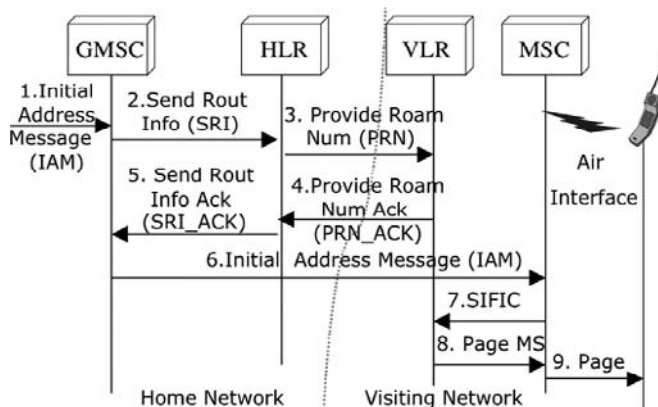 GMSC
HLR
VLR
MSC
1.Initial
Address
Message
(IAM)
2.Send Rout
Info (SRI)
3. Provide Roam
Num (PRN)
Air
Interface
5. Send Rout
Info Ack
(SRI_ACK)
4.Provide Roam
Num Ack
(PRN_ACK)
6.Initial Address Message (IAM)
7.SIFIC
8. Page MS
9. Page
Home Network
Visiting Network